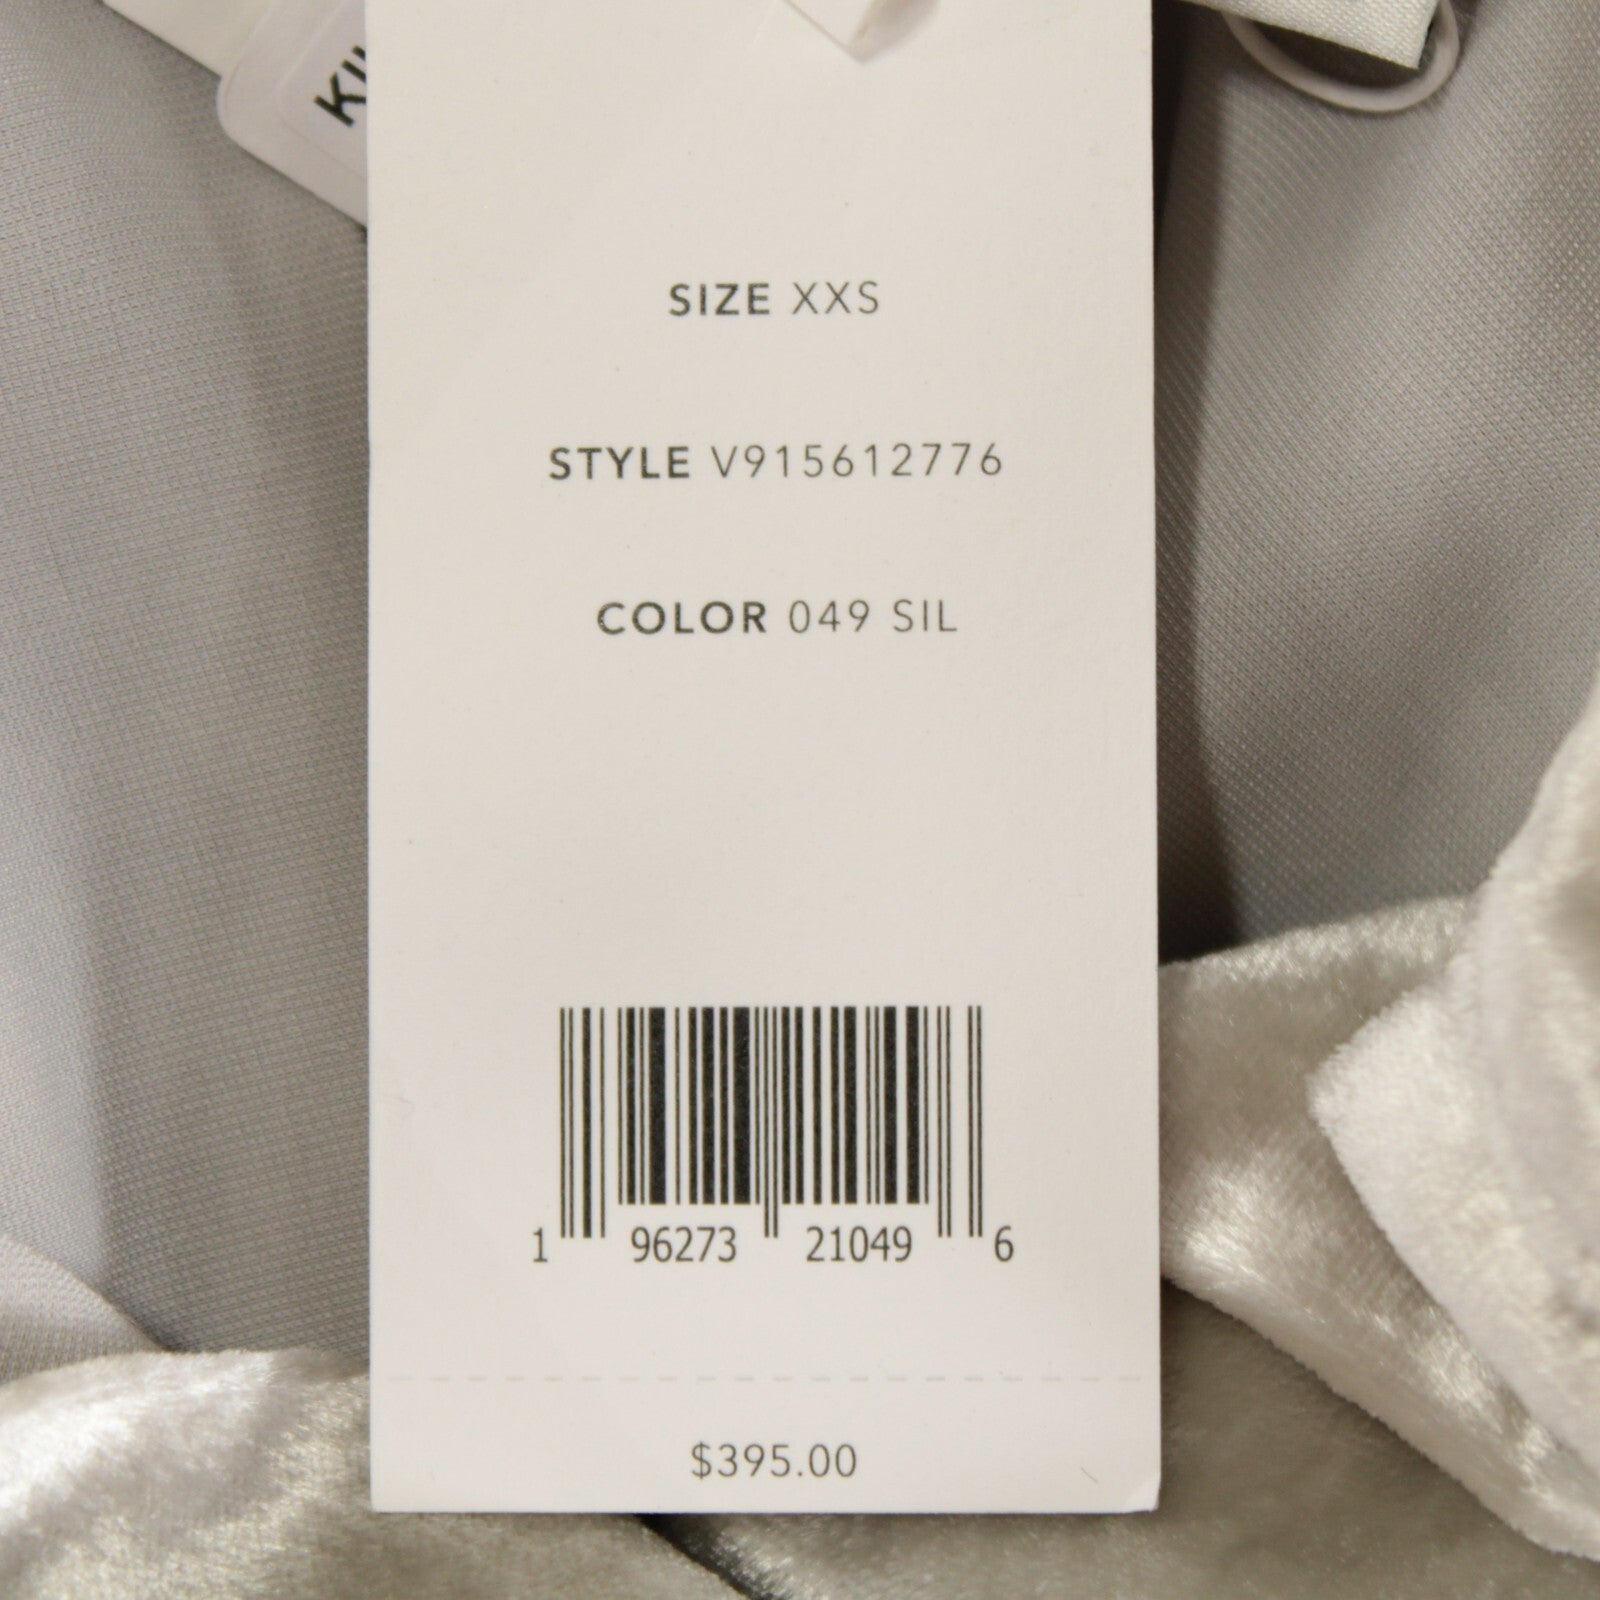 SIZE XXS
STYLE V915612776
COLOR 049 SIL
1 96273 21049 6
$395.00